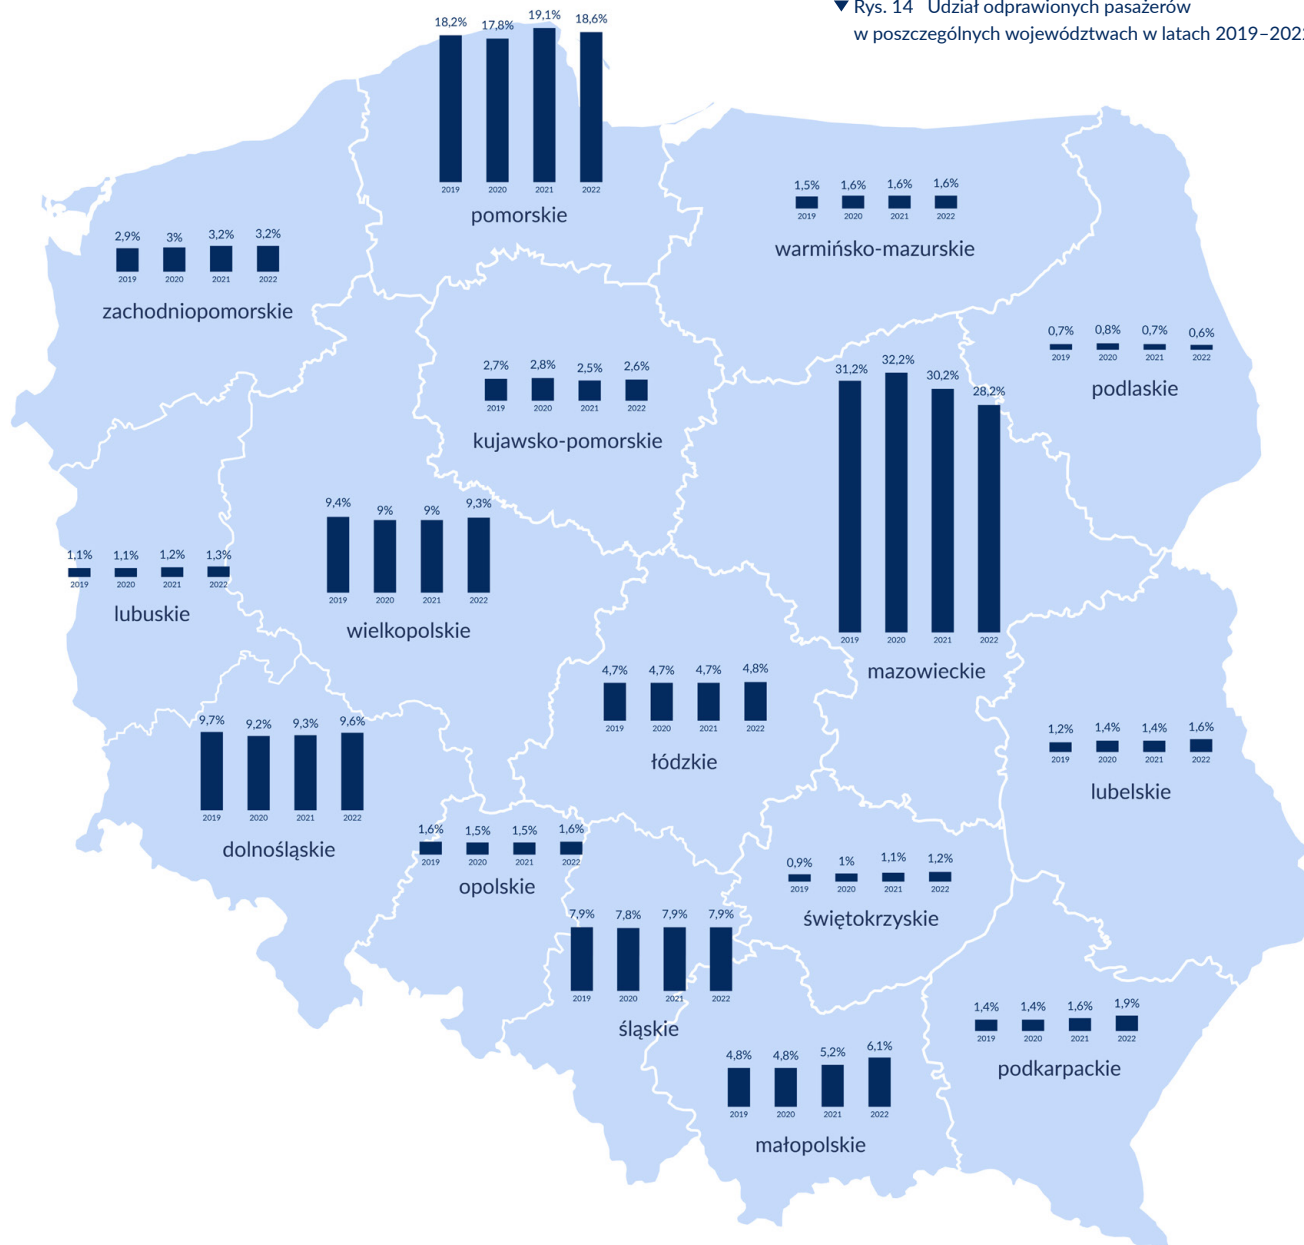 ▼ Rys. 14 Udział odprawionych pasażerów
w poszczególnych województwach w latach 2019–2022
18,2% 17,8% 19,1% 18,6%
2019 2020 2021 2022
pomorskie
1,5% 1,6% 1,6% 1,6%
2019 2020 2021 2022
warmińsko-mazurskie
2,9% 3% 3,2% 3,2%
2019 2020 2021 2022
zachodniopomorskie
0,7% 0,8% 0,7% 0,6%
2019 2020 2021 2022
podlaskie
2,7% 2,8% 2,5% 2,6%
2019 2020 2021 2022
kujawsko-pomorskie
31,2% 32,2% 30,2% 28,2%
2019 2020 2021 2022
mazowieckie
9,4% 9% 9% 9,3%
2019 2020 2021 2022
wielkopolskie
1,1% 1,1% 1,2% 1,3%
2019 2020 2021 2022
lubuskie
4,7% 4,7% 4,7% 4,8%
2019 2020 2021 2022
łódzkie
9,7% 9,2% 9,3% 9,6%
2019 2020 2021 2022
dolnośląskie
1,2% 1,4% 1,4% 1,6%
2019 2020 2021 2022
lubelskie
1,6% 1,5% 1,5% 1,6%
2019 2020 2021 2022
opolskie
0,9% 1% 1,1% 1,2%
2019 2020 2021 2022
świętokrzyskie
7,9% 7,8% 7,9% 7,9%
2019 2020 2021 2022
śląskie
1,4% 1,4% 1,6% 1,9%
2019 2020 2021 2022
podkarpackie
4,8% 4,8% 5,2% 6,1%
2019 2020 2021 2022
małopolskie